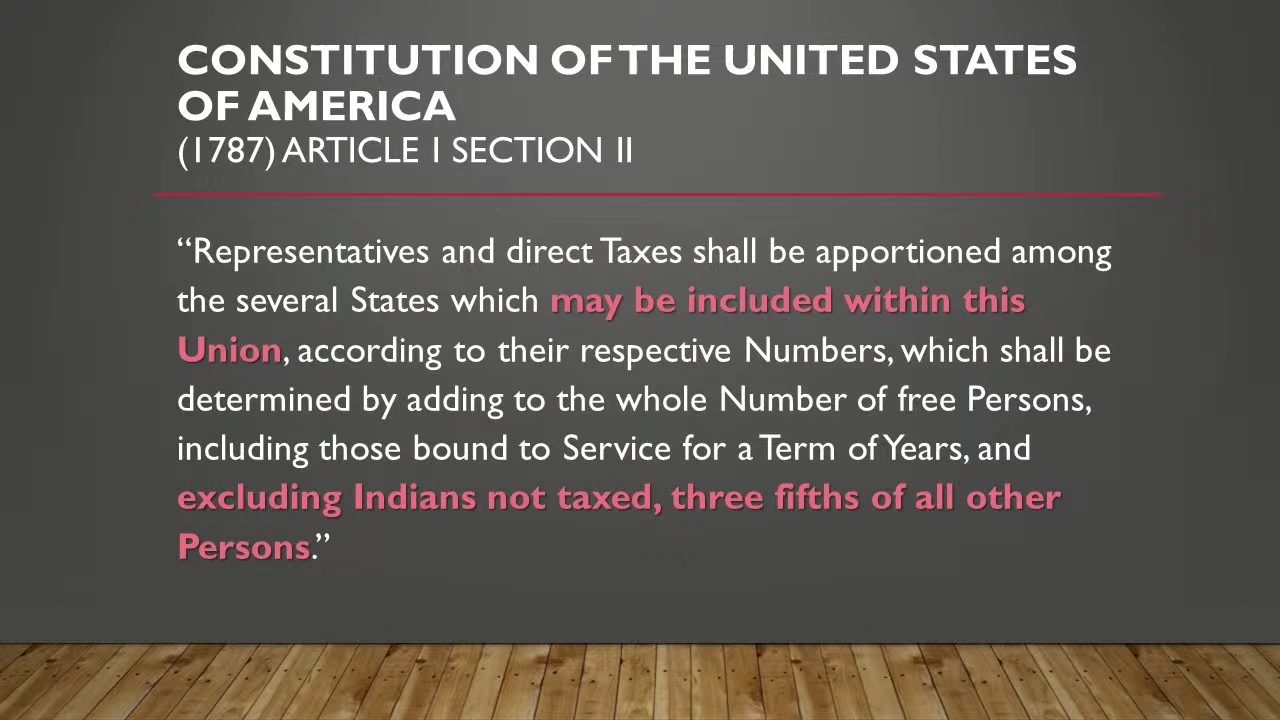 CONSTITUTION OF THE UNITED STATES
OF AMERICA
(1787) ARTICLE I SECTION II
“Representatives and direct Taxes shall be apportioned among
the several States which may be included within this
Union, according to their respective Numbers, which shall be
determined by adding to the whole Number of free Persons,
including those bound to Service for a Term of Years, and
excluding Indians not taxed, three fifths of all other
Persons.”